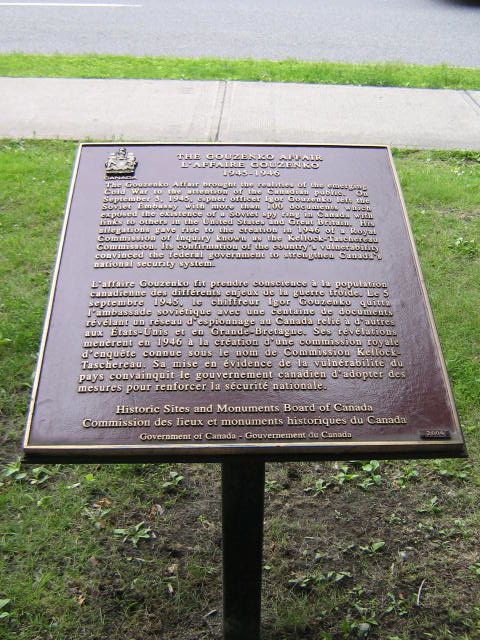 CANADA
THE GOUZENKO AFFAIR
L'AFFAIRE GOUZENKO
1945-1946
The Gouzenko Affair brought the realities of the emerging
Cold War to the attention of the Canadian public. On
September 5, 1945, cipher officer Igor Gouzenko left the
Soviet Embassy with more than 100 documents which
exposed the existence of a Soviet spy ring in Canada with
links to others in the United States and Great Britain. His
allegations gave rise to the creation in 1946 of a Royal
Commission of Inquiry known as the Kellock-Taschereau
Commission. Its confirmation of the country's vulnerability
convinced the federal government to strengthen Canada's
national security system.
L'affaire Gouzenko fit prendre conscience à la population
canadienne des différents enjeux de la guerre froide. Le 5
septembre 1945, le chiffreur Igor Gouzenko quitta
l'ambassade soviétique avec une centaine de documents
révélant un réseau d'espionnage au Canada relié à d'autres
aux États-Unis et en Grande-Bretagne. Ses révélations
menèrent en 1946 à la création d'une commission royale
d'enquête connue sous le nom de Commission Kellock-
Taschereau. Sa mise en évidence de la vulnérabilité du
pays convainquit le gouvernement canadien d'adopter des
mesures pour renforcer la sécurité nationale.
Historic Sites and Monuments Board of Canada
Commission des lieux et monuments historiques du Canada
Government of Canada - Gouvernement du Canada
2004